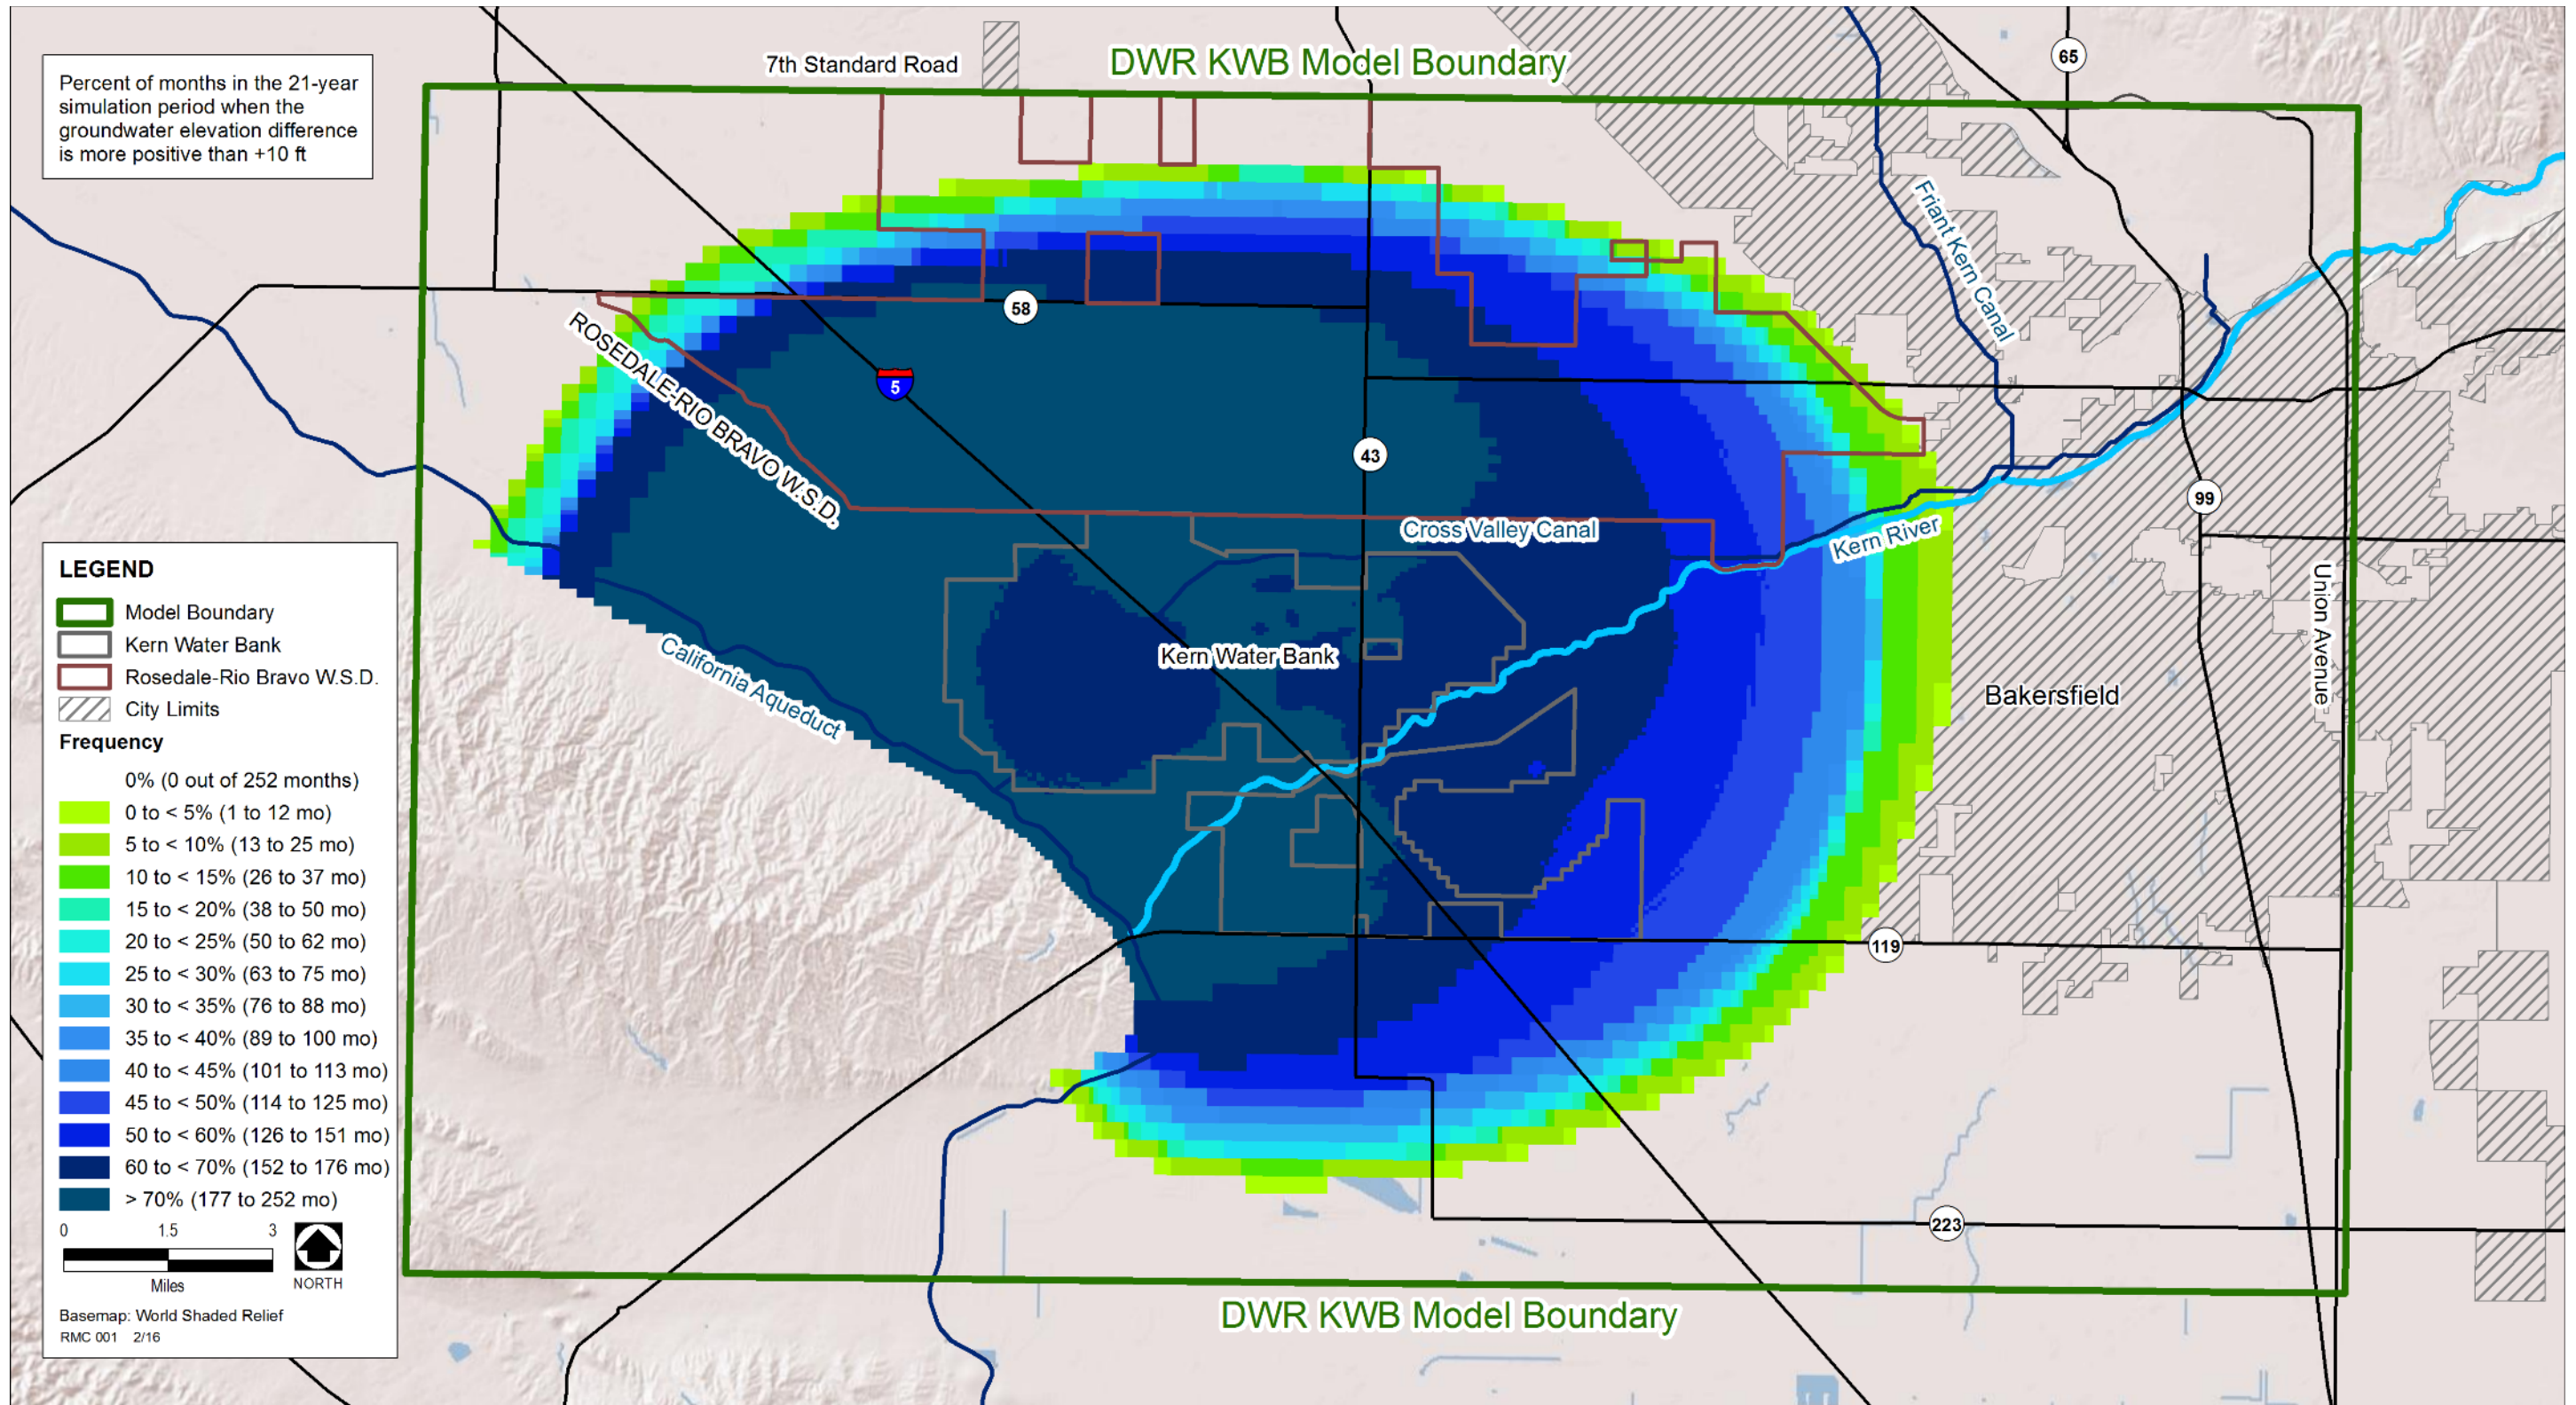 Percent of months in the 21-year
simulation period when the
groundwater elevation difference
is more positive than +10 ft
7th Standard Road
DWR KWB Model Boundary
65
Friant Kern Canal
58
ROSEDALE-RIO BRAVO W.S.D.
5
43
99
Cross Valley Canal
Kern River
Union Avenue
Kern Water Bank
California Aqueduct
Bakersfield
119
223
DWR KWB Model Boundary
LEGEND
Model Boundary
Kern Water Bank
Rosedale-Rio Bravo W.S.D.
City Limits
Frequency
0% (0 out of 252 months)
0 to < 5% (1 to 12 mo)
5 to < 10% (13 to 25 mo)
10 to < 15% (26 to 37 mo)
15 to < 20% (38 to 50 mo)
20 to < 25% (50 to 62 mo)
25 to < 30% (63 to 75 mo)
30 to < 35% (76 to 88 mo)
35 to < 40% (89 to 100 mo)
40 to < 45% (101 to 113 mo)
45 to < 50% (114 to 125 mo)
50 to < 60% (126 to 151 mo)
60 to < 70% (152 to 176 mo)
> 70% (177 to 252 mo)
0 1.5 3
Miles
NORTH
Basemap: World Shaded Relief
RMC 001 2/16